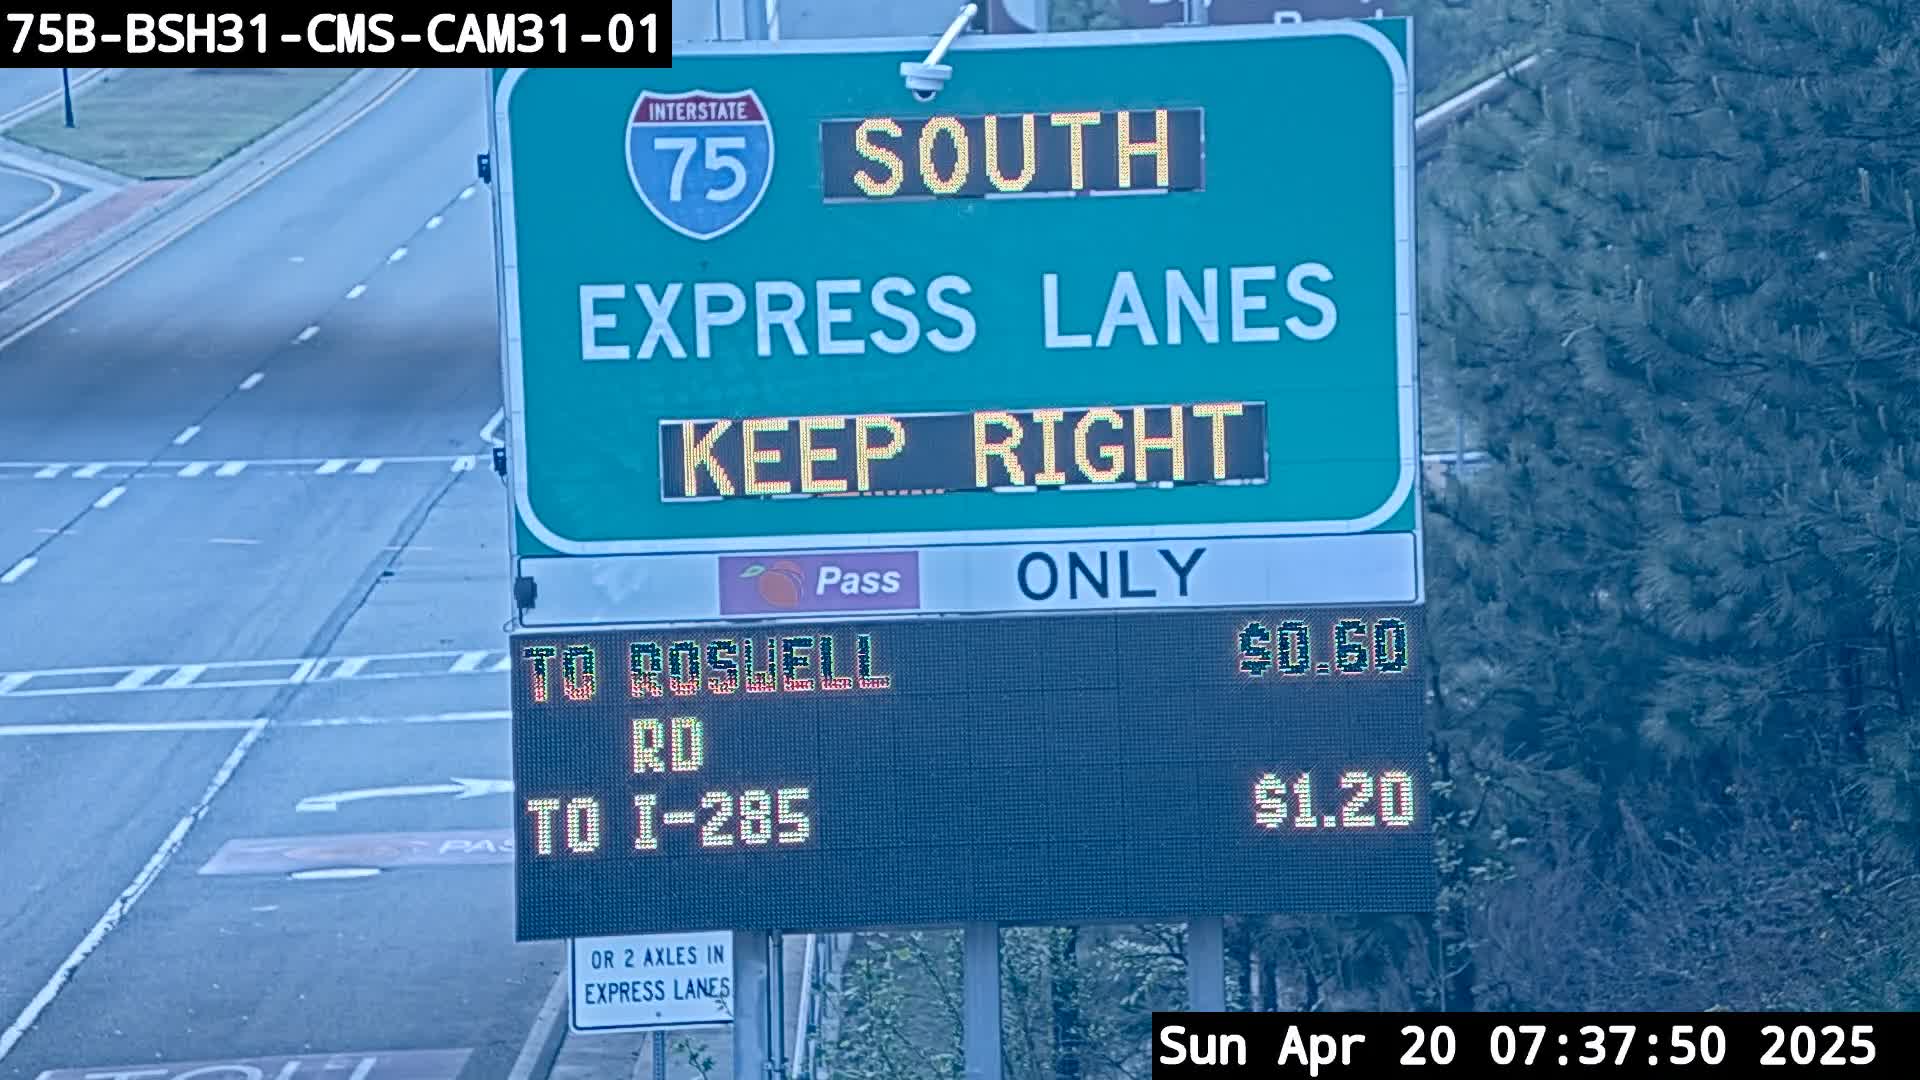 75B-BSH31-CMS-CAM31-01
INTERSTATE
75
SOUTH
EXPRESS LANES
KEEP RIGHT
Pass ONLY
TO ROSWELL $0.60
RD
TO I-285 $1.20
OR 2 AXLES IN
EXPRESS LANES
Sun Apr 20 07:37:50 2025